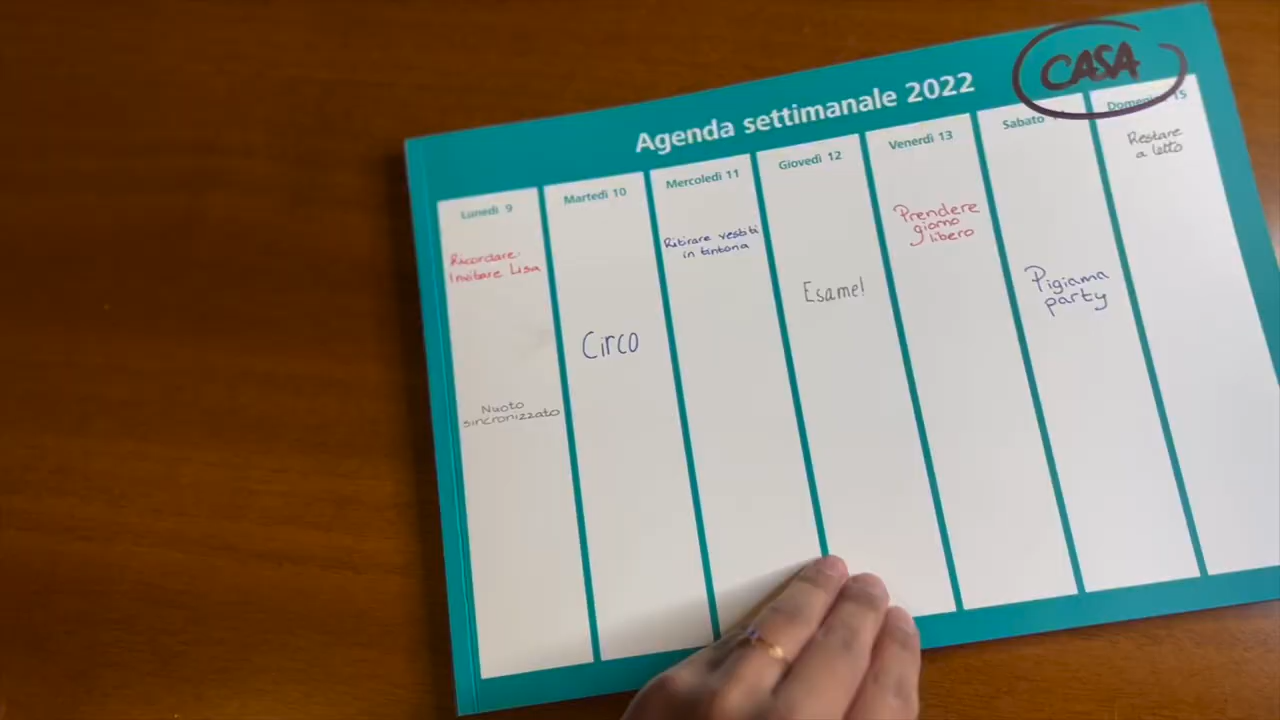 CASA
Agenda settimanale 2022
Lunedì 9
Ricordare:
Invitare Lisa
Nuoto
sincronizzato
Martedì 10
Circo
Mercoledì 11
Ritirare vestiti
in tintoria
Giovedì 12
Esame!
Venerdì 13
Prendere
giorno
libero
Sabato
Pigiama
party
15
Restare
a letto